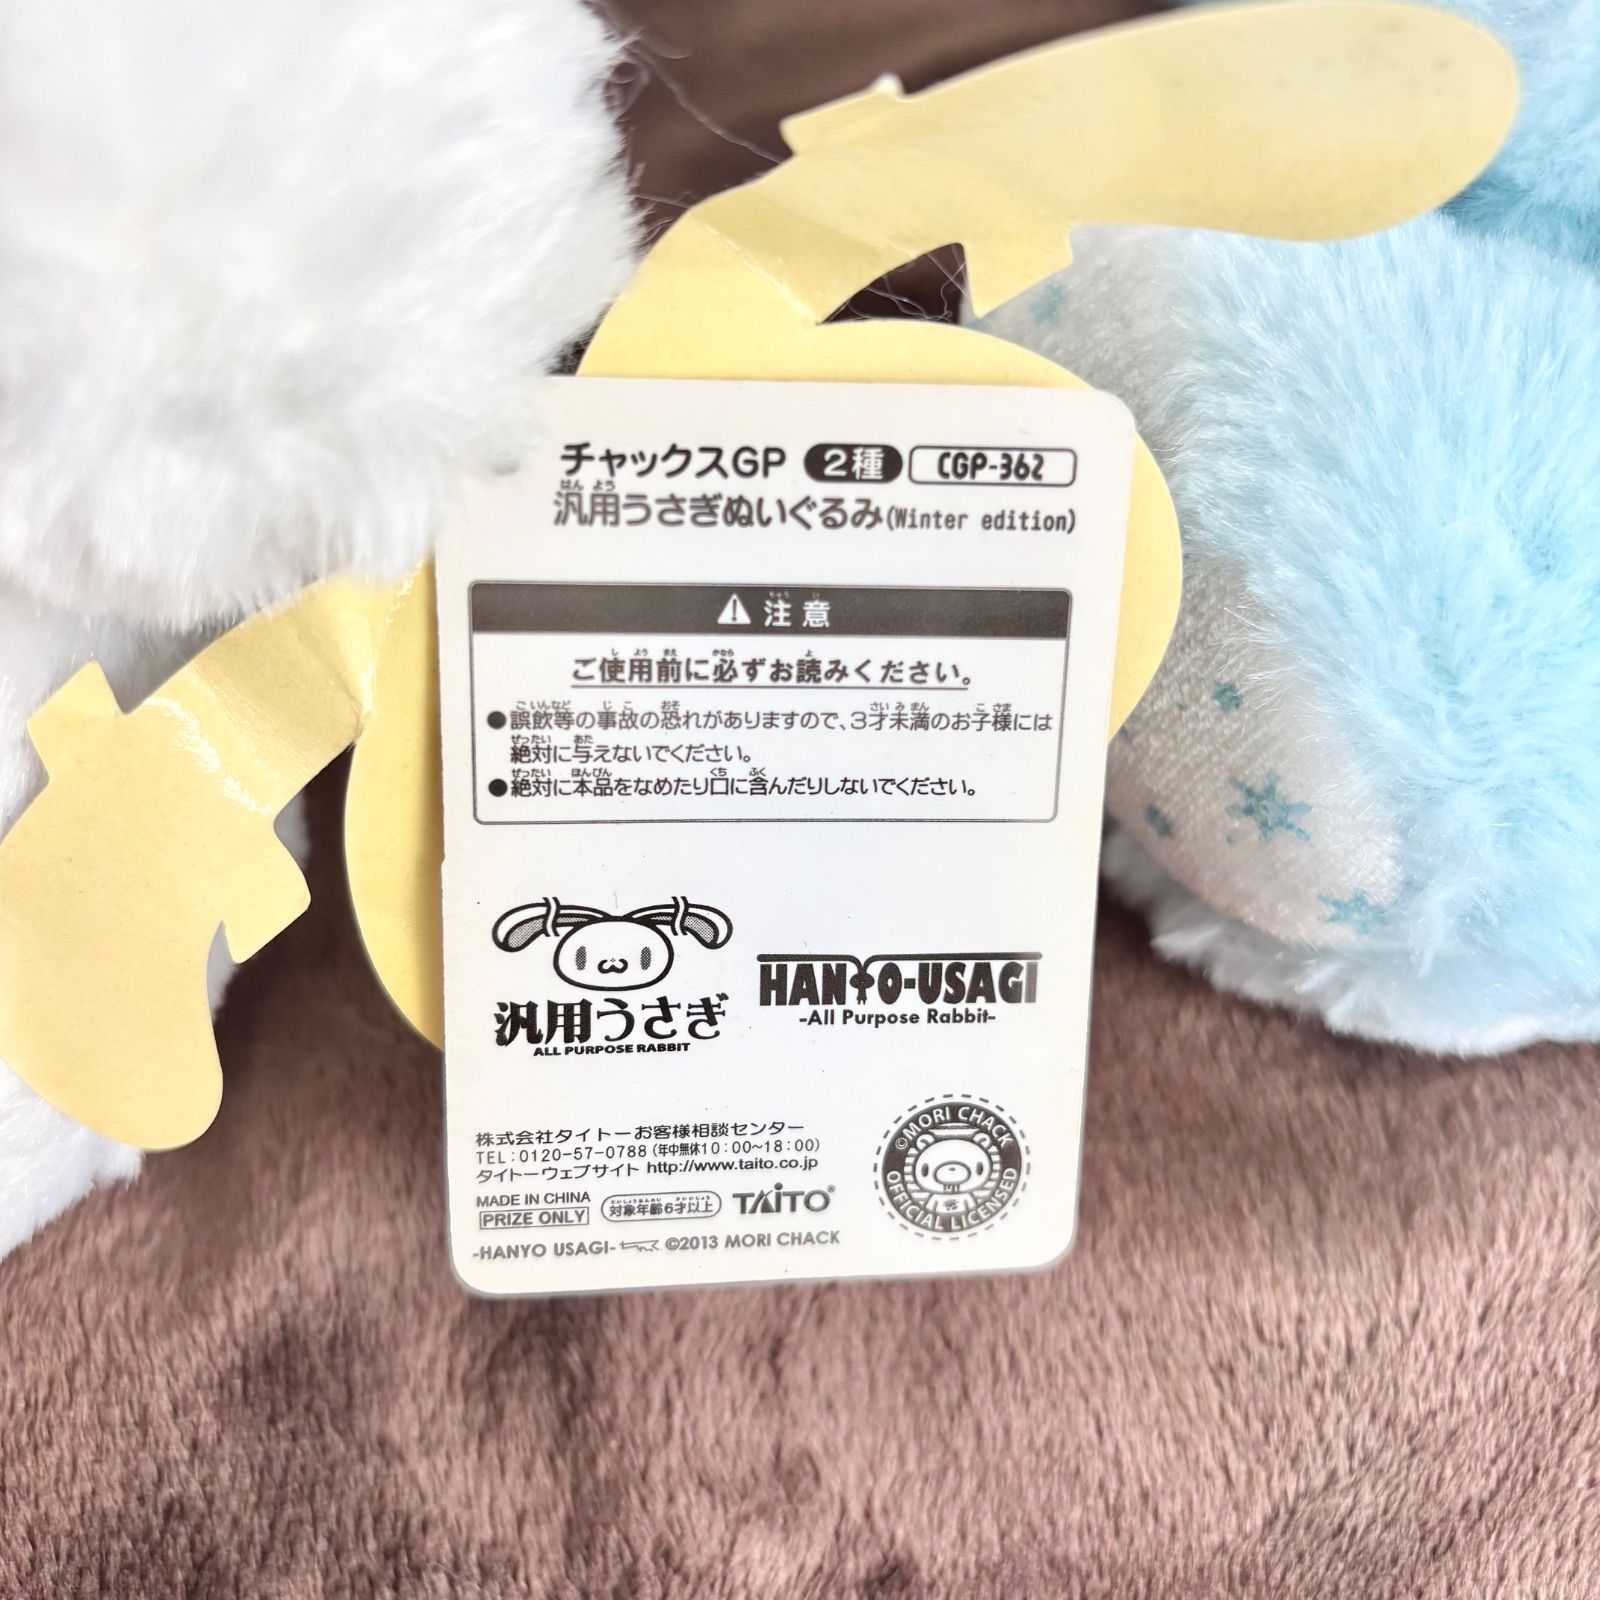 チャックスGP 2種 CGP-362
汎用うさぎぬいぐるみ(Winter edition)
⚠注意
ご使用前に必ずお読みください。
●誤飲等の事故の恐れがありますので、3才未満のお子様には
絶対に与えないでください。
●絶対に本品をなめたり口に含んだりしないでください。
汎用うさぎ
ALL PURPOSE RABBIT
HANYO-USAGI
-All Purpose Rabbit-
株式会社タイトーお客様相談センター
TEL:0120-57-0788(年中無休10:00~18:00)
タイトーウェブサイト http://www.taito.co.jp
MADE IN CHINA
PRIZE ONLY
対象年齢6才以上
TAITO®
-HANYO USAGI- ©2013 MORI CHACK
©MORI CHACK
OFFICIAL LICENSED